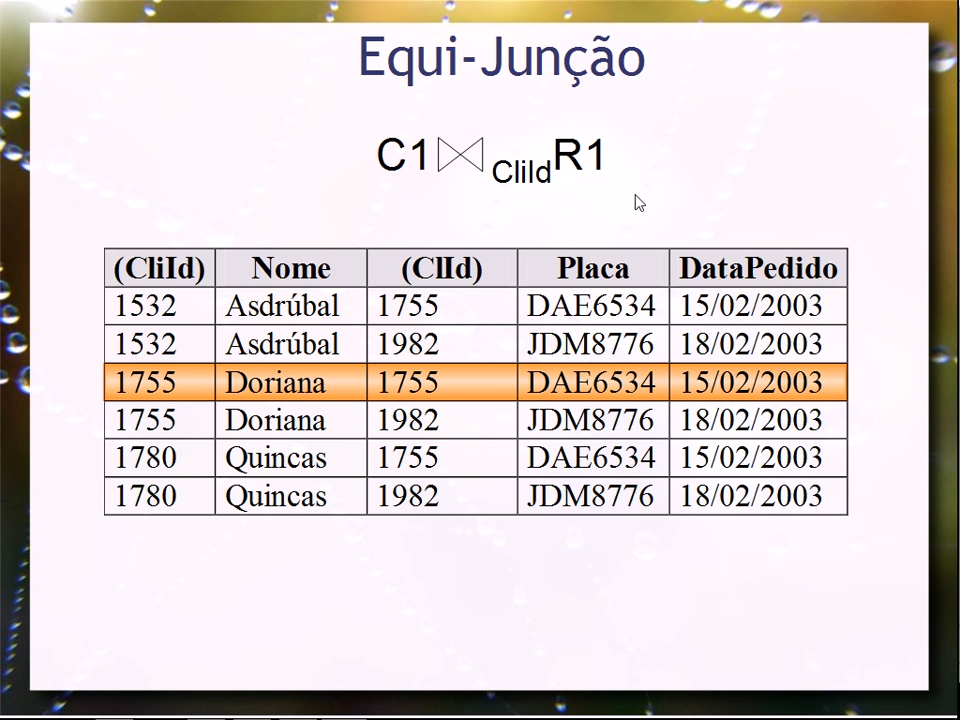 Equi-Junção
C1 ⋈ CliId R1
(CliId) Nome (ClId) Placa DataPedido
1532 Asdrúbal 1755 DAE6534 15/02/2003
1532 Asdrúbal 1982 JDM8776 18/02/2003
1755 Doriana 1755 DAE6534 15/02/2003
1755 Doriana 1982 JDM8776 18/02/2003
1780 Quincas 1755 DAE6534 15/02/2003
1780 Quincas 1982 JDM8776 18/02/2003